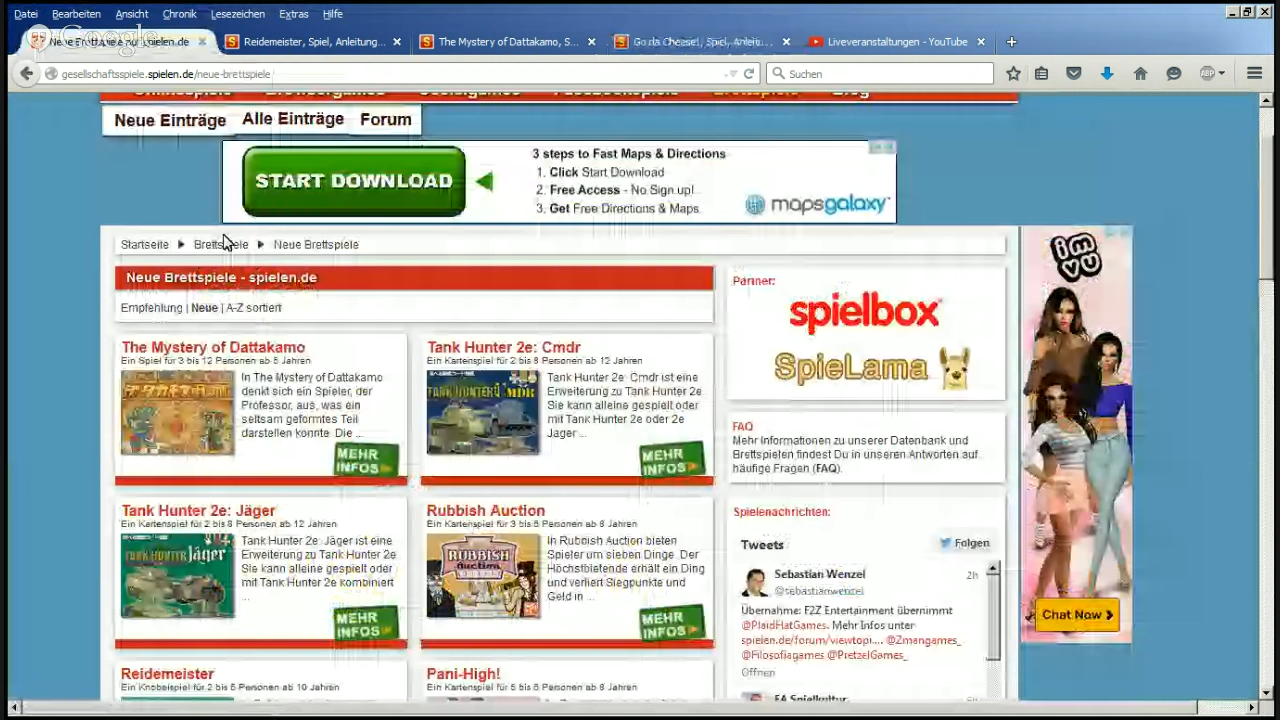 Datei Bearbeiten Ansicht Chronik Lesezeichen Extras Hilfe
Google
Neue Brettspiele auf spielen.de
Reidemeister, Spiel, Anleitung...
The Mystery of Dattakamo, S...
Go da Cheese!, Spiel, Anleitu...
Liveveranstaltungen - YouTube
gesellschaftsspiele.spielen.de/neue-brettspiele
Suchen
ABP
Neue Einträge Alle Einträge Forum
START DOWNLOAD
3 steps to Fast Maps & Directions
1. Click Start Download
2. Free Access - No Sign up!
3. Get Free Directions & Maps
mapsgalaxy
Startseite Brettspiele Neue Brettspiele
Neue Brettspiele - spielen.de
Empfehlung | Neue | A-Z sortiert
The Mystery of Dattakamo
Ein Spiel für 3 bis 12 Personen ab 8 Jahren
In The Mystery of Dattakamo
denkt sich ein Spieler, der
Professor, aus, was ein
seltsam geformtes Teil
darstellen könnte. Die ...
MEHR
INFOS
Tank Hunter 2e: Cmdr
Ein Kartenspiel für 2 bis 8 Personen ab 12 Jahren
Tank Hunter 2e: Cmdr ist eine
Erweiterung zu Tank Hunter 2e.
Sie kann alleine gespielt oder
mit Tank Hunter 2e oder 2e
Jäger ...
MEHR
INFOS
Tank Hunter 2e: Jäger
Ein Kartenspiel für 2 bis 8 Personen ab 12 Jahren
TANK HUNTER Jäger
Tank Hunter 2e: Jäger ist eine
Erweiterung zu Tank Hunter 2e.
Sie kann alleine gespielt oder
mit Tank Hunter 2e kombiniert
...
MEHR
INFOS
Rubbish Auction
Ein Kartenspiel für 3 bis 6 Personen ab 8 Jahren
RUBBISH
Auction
In Rubbish Auction bieten
Spieler um sieben Dinge. Der
Höchstbietende erhält ein Ding
und verliert Siegpunkte und
Geld in ...
MEHR
INFOS
Reidemeister
Ein Knobelspiel für 2 bis 5 Personen ab 10 Jahren
Pani-High!
Partner:
spielbox
SpieLama
FAQ
Mehr Informationen zu unserer Datenbank und
Brettspielen findest Du in unseren Antworten auf
häufige Fragen (FAQ).
Spielenachrichten:
Tweets
Folgen
Sebastian Wenzel 2h
@sebastianwenzel
Übernahme: F2Z Entertainment übernimmt
@PlaidHatGames. Mehr Infos unter
spielen.de/forum/viewtopi.... @Zmangames_
@Filosofiagames @PretzelGames_
Öffnen
imvu
Chat Now